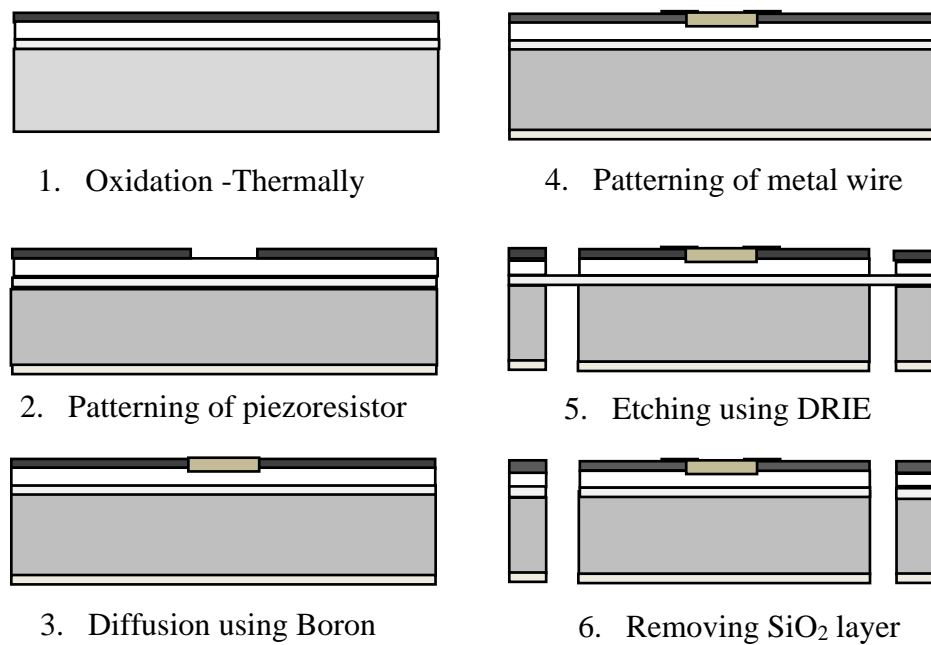 1. Oxidation -Thermally
2. Patterning of piezoresistor
3. Diffusion using Boron
4. Patterning of metal wire
5. Etching using DRIE
6. Removing SiO₂ layer